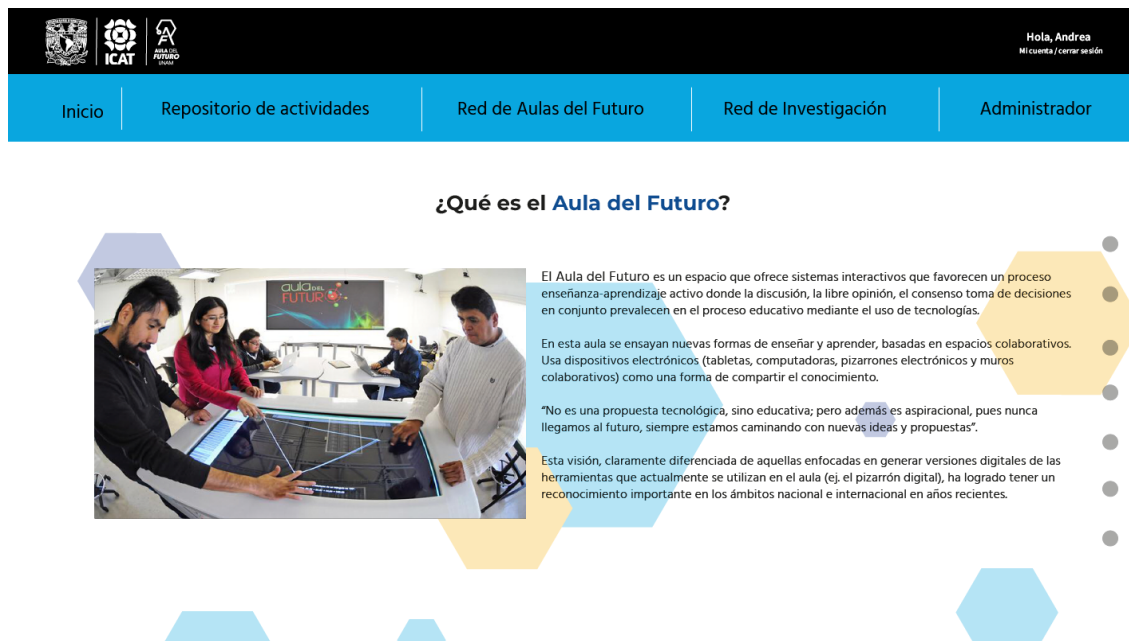 Hola, Andrea
Mi cuenta / cerrar sesión
ICAT
AULA DEL
FUTURO
UNAM
Inicio
Repositorio de actividades
Red de Aulas del Futuro
Red de Investigación
Administrador
¿Qué es el Aula del Futuro?
aula DEL
FUTURO
El Aula del Futuro es un espacio que ofrece sistemas interactivos que favorecen un proceso
enseñanza-aprendizaje activo donde la discusión, la libre opinión, el consenso toma de decisiones
en conjunto prevalecen en el proceso educativo mediante el uso de tecnologías.
En esta aula se ensayan nuevas formas de enseñar y aprender, basadas en espacios colaborativos.
Usa dispositivos electrónicos (tabletas, computadoras, pizarrones electrónicos y muros
colaborativos) como una forma de compartir el conocimiento.
“No es una propuesta tecnológica, sino educativa; pero además es aspiracional, pues nunca
llegamos al futuro, siempre estamos caminando con nuevas ideas y propuestas”.
Esta visión, claramente diferenciada de aquellas enfocadas en generar versiones digitales de las
herramientas que actualmente se utilizan en el aula (ej. el pizarrón digital), ha logrado tener un
reconocimiento importante en los ámbitos nacional e internacional en años recientes.